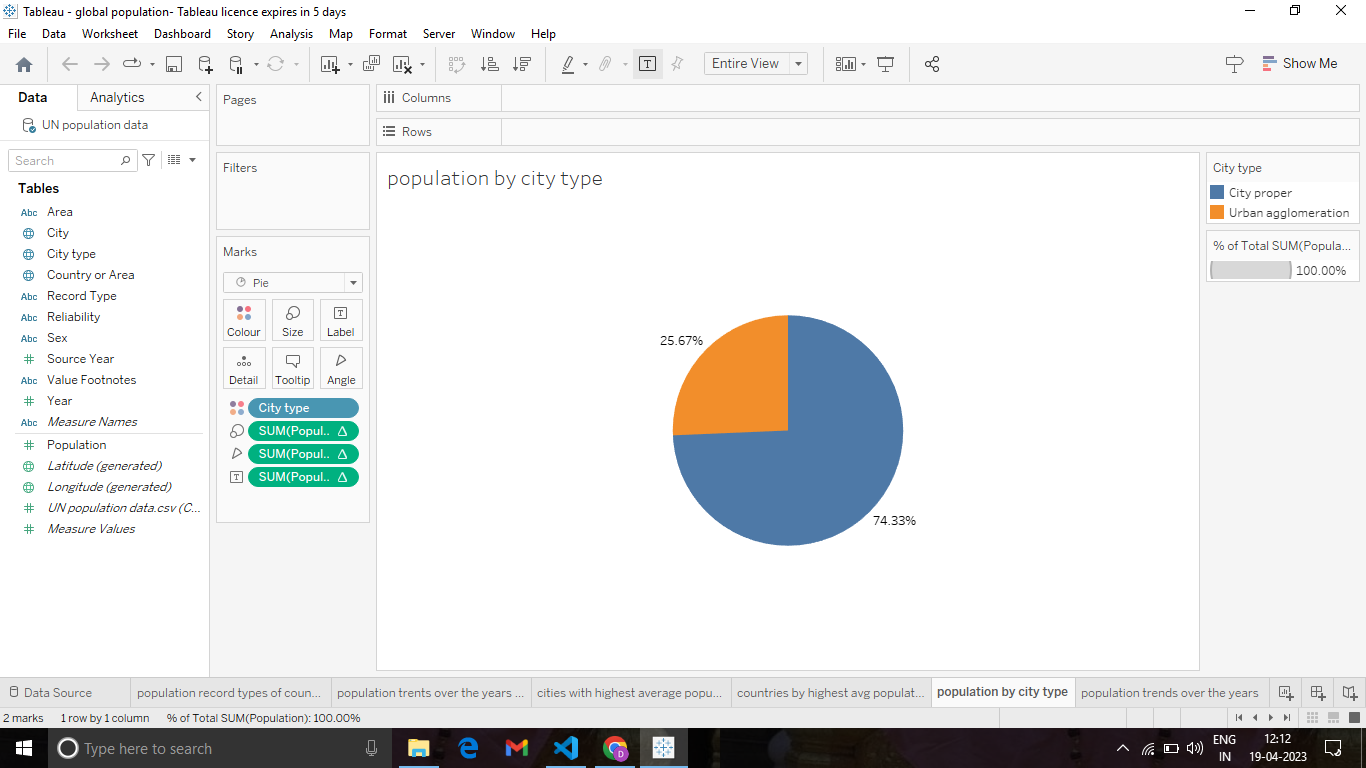 Tableau - global population- Tableau licence expires in 5 days
File Data Worksheet Dashboard Story Analysis Map Format Server Window Help
Entire View
Show Me
Data Analytics
UN population data
Search
Tables
Abc Area
City
City type
Country or Area
Abc Record Type
Abc Reliability
Abc Sex
# Source Year
Abc Value Footnotes
# Year
Abc Measure Names
# Population
Latitude (generated)
Longitude (generated)
# UN population data.csv (C...
# Measure Values
Pages
Filters
Marks
Pie
Colour Size Label
Detail Tooltip Angle
City type
SUM(Popul..
SUM(Popul..
SUM(Popul..
Columns
Rows
population by city type
25.67%
74.33%
City type
City proper
Urban agglomeration
% of Total SUM(Popula...
100.00%
Data Source population record types of coun... population trents over the years ... cities with highest average popu... countries by highest avg populat... population by city type population trends over the years
2 marks 1 row by 1 column % of Total SUM(Population): 100.00%
Type here to search
D
ENG
IN
12:12
19-04-2023